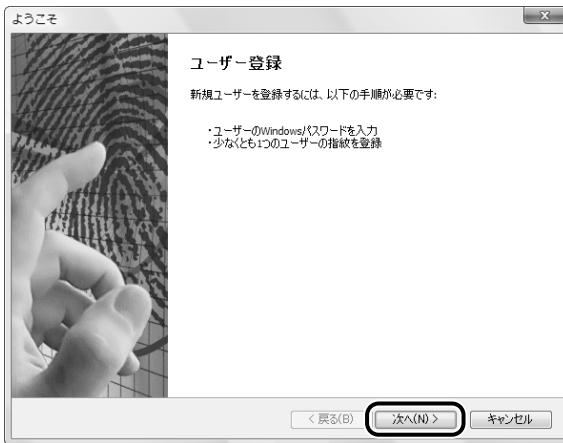 ようこそ
ユーザー登録
新規ユーザーを登録するには、以下の手順が必要です:
・ユーザーのWindowsパスワードを入力
・少なくとも1つのユーザーの指紋を登録
< 戻る(B) 次へ(N) > キャンセル